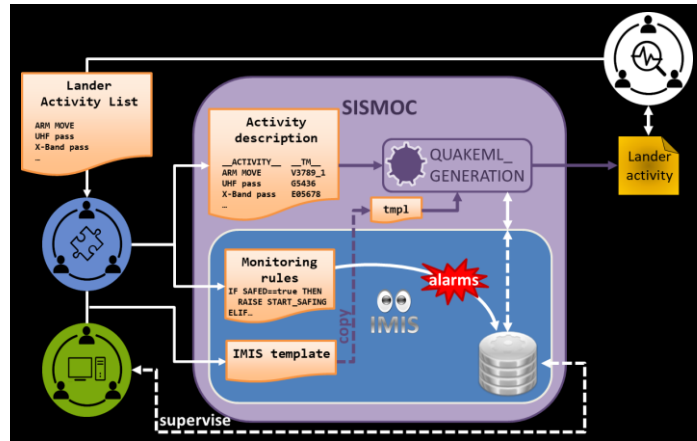 Lander
Activity List
ARM MOVE
UHF pass
X-Band pass
…
SISMOC
Activity
description
__ACTIVITY__ __TM__
ARM MOVE V3789_1
UHF pass G5436
X-Band pass E05678
…
QUAKEML_
GENERATION
Lander
activity
tmpl
Monitoring
rules
IF SAFED==true THEN
RAISE START_SAFING
ELIF…
alarms
IMIS
copy
IMIS template
supervise